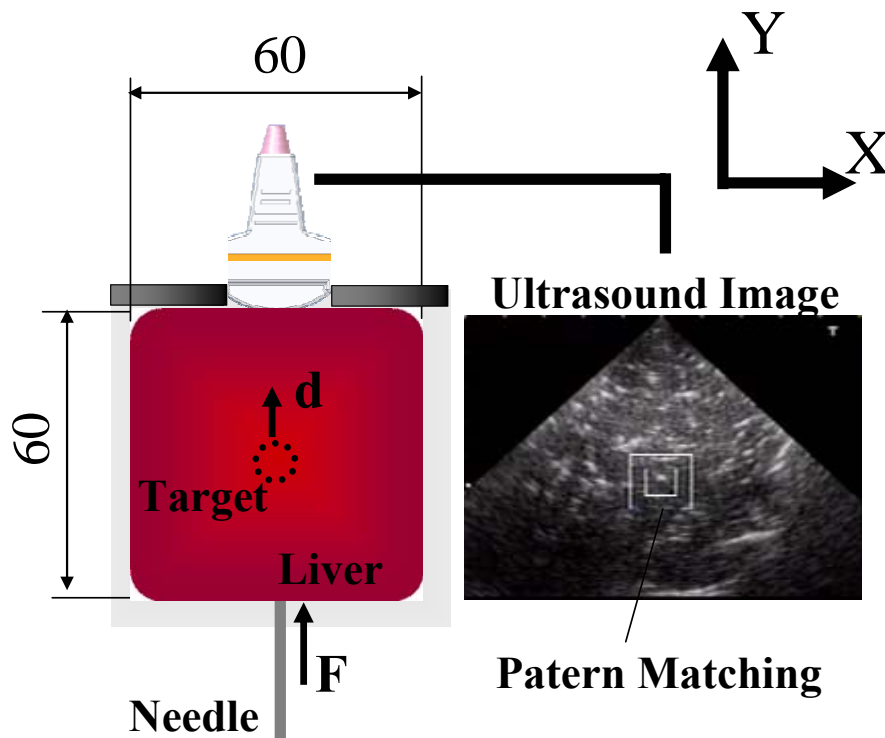 60
Y
X
Ultrasound Image
T
60
d
Target
Liver
F
Patern Matching
Needle